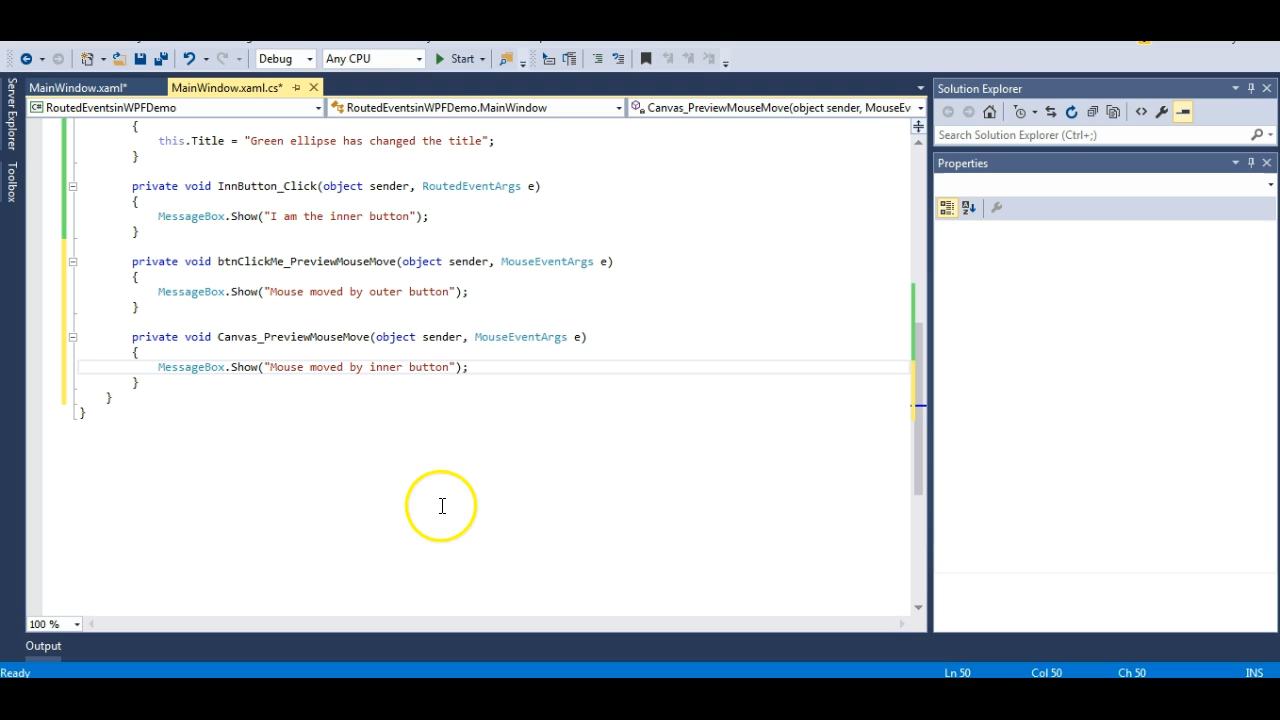 Debug
Any CPU
Start
MainWindow.xaml*
MainWindow.xaml.cs*
Solution Explorer
RoutedEventsinWPFDemo
RoutedEventsinWPFDemo.MainWindow
Canvas_PreviewMouseMove(object sender, MouseEv
Search Solution Explorer (Ctrl+;)
Properties
Server Explorer
Toolbox
{
this.Title = "Green ellipse has changed the title";
}
private void InnButton_Click(object sender, RoutedEventArgs e)
{
MessageBox.Show("I am the inner button");
}
private void btnClickMe_PreviewMouseMove(object sender, MouseEventArgs e)
{
MessageBox.Show("Mouse moved by outer button");
}
private void Canvas_PreviewMouseMove(object sender, MouseEventArgs e)
{
MessageBox.Show("Mouse moved by inner button");
}
}
}
100 %
Output
Ready
Ln 50
Col 50
Ch 50
INS